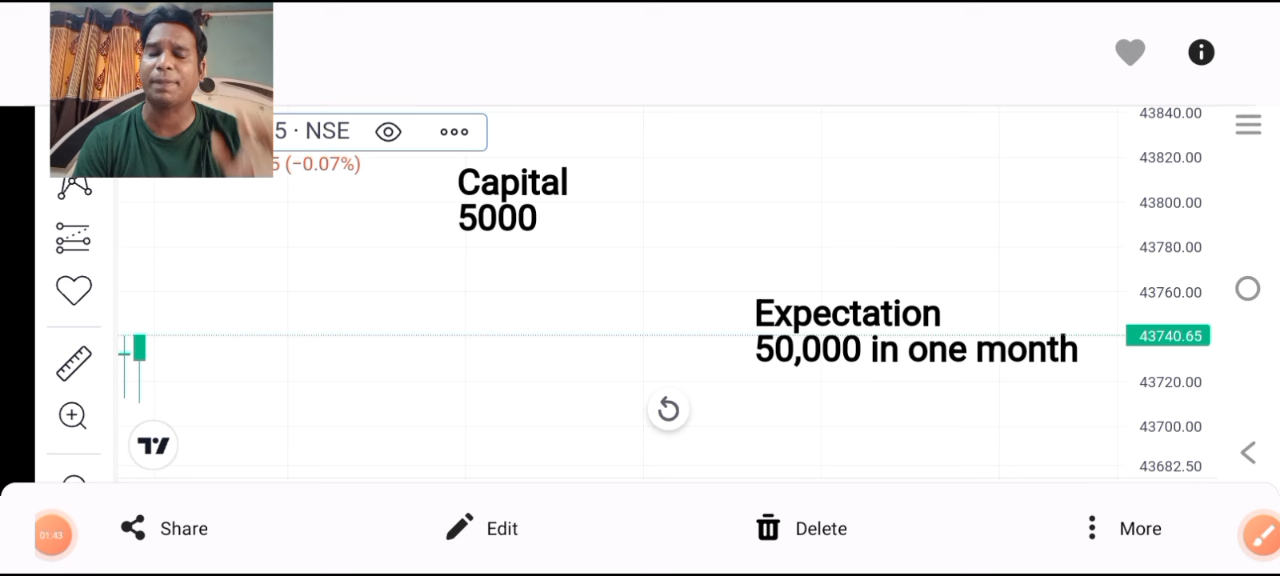 5 · NSE
5 (−0.07%)
Capital
5000
Expectation
50,000 in one month
43840.00
43820.00
43800.00
43780.00
43760.00
43740.65
43720.00
43700.00
43682.50
01:43
Share
Edit
Delete
More